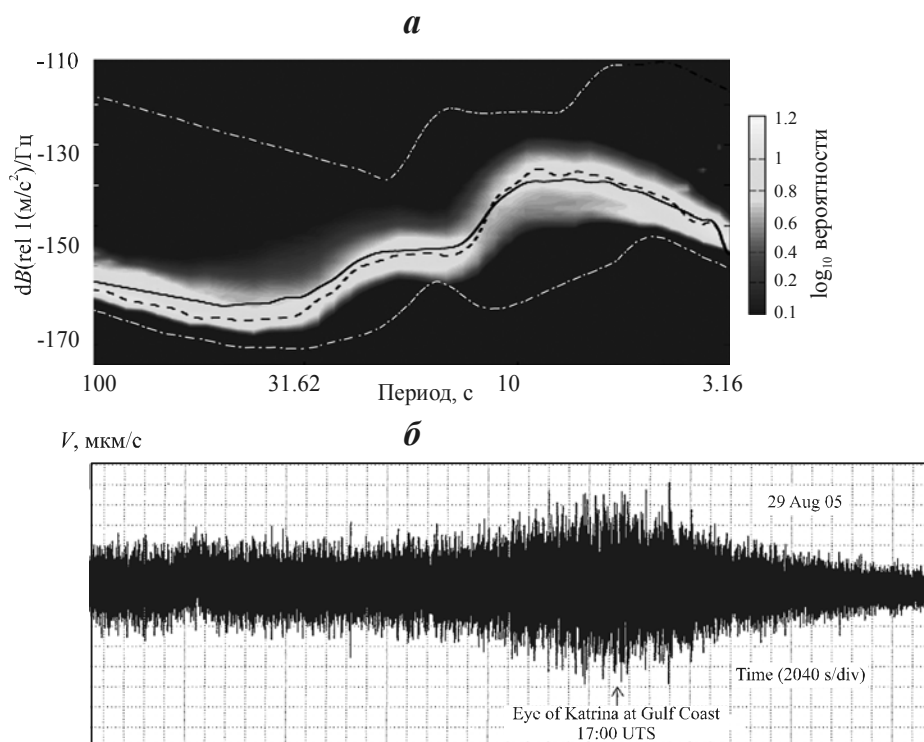 а
-110
-130
-150
-170
dB(rel 1(м/с²)/Гц
100
31.62
10
3.16
Период, с
1.2
1
0.8
0.6
0.4
0.2
0.1
log₁₀ вероятности
б
V, мкм/с
29 Aug 05
Time (2040 s/div)
Eye of Katrina at Gulf Coast
17:00 UTS